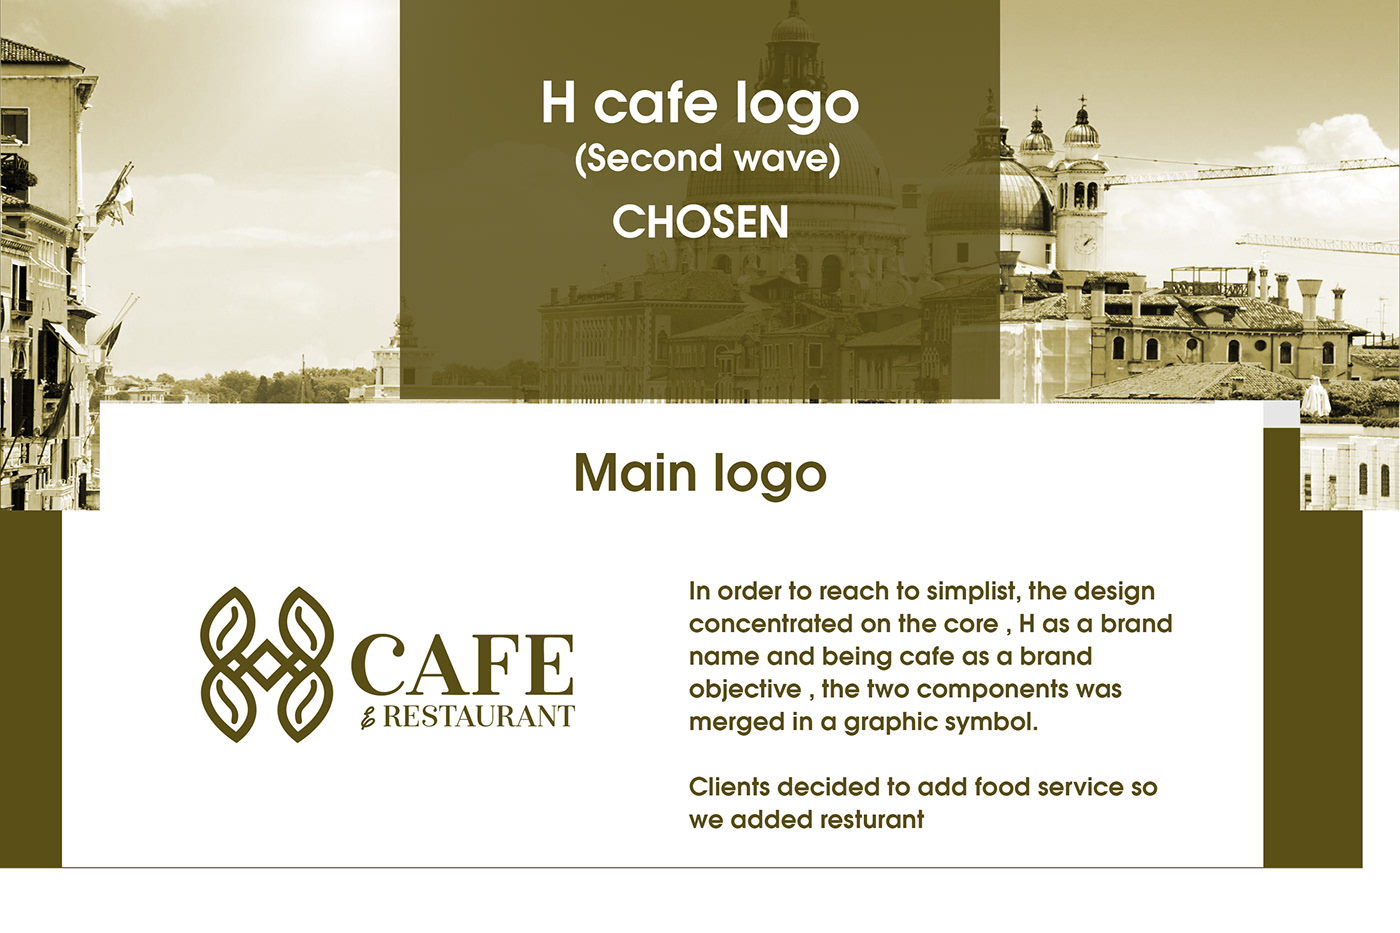 H cafe logo
(Second wave)
CHOSEN
Main logo
CAFE
& RESTAURANT
In order to reach to simplist, the design
concentrated on the core , H as a brand
name and being cafe as a brand
objective , the two components was
merged in a graphic symbol.
Clients decided to add food service so
we added resturant